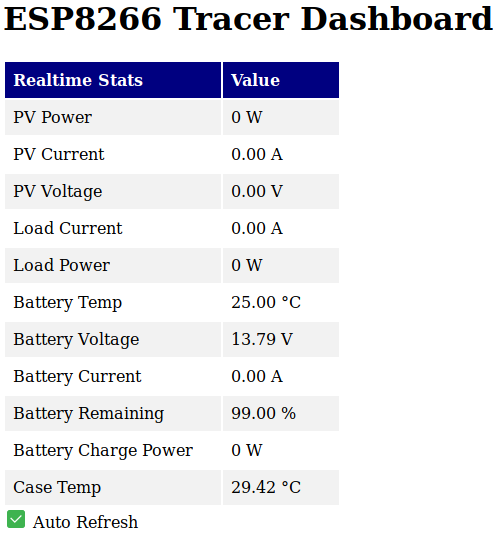 ESP8266 Tracer Dashboard
Realtime Stats Value
PV Power 0 W
PV Current 0.00 A
PV Voltage 0.00 V
Load Current 0.00 A
Load Power 0 W
Battery Temp 25.00 °C
Battery Voltage 13.79 V
Battery Current 0.00 A
Battery Remaining 99.00 %
Battery Charge Power 0 W
Case Temp 29.42 °C
Auto Refresh